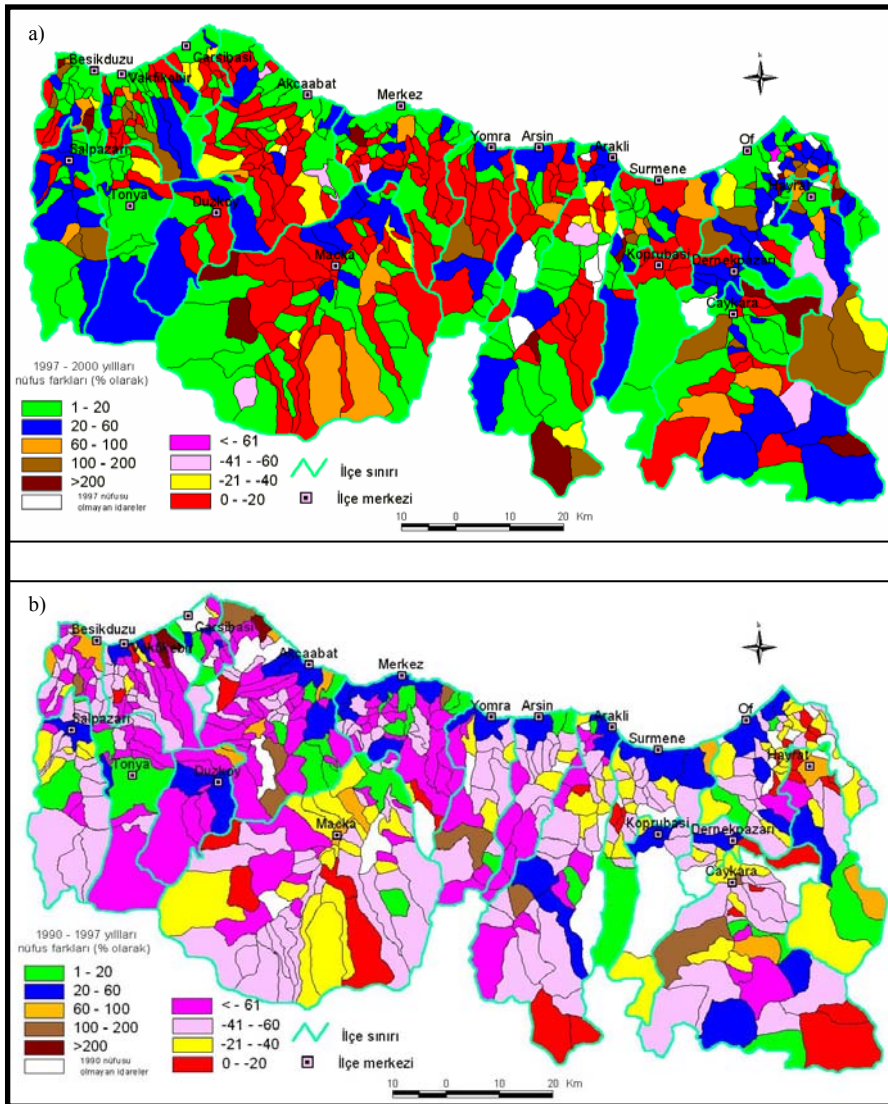 a)
Besikduzu
Carsibasi
Vakfikebir
Akcaabat
Merkez
Yomra
Arsin
Arakli
Of
Salpazari
Surmene
Hayrat
Tonya
Duzkoy
Macka
Koprubasi
Dernekpazari
Caykara
1997 - 2000 yıllları
nüfus farkları (% olarak)
1 - 20
20 - 60
60 - 100
100 - 200
>200
1997 nüfusu
olmayan idareler
< - 61
-41 - -60
-21 - -40
0 - -20
İlçe sınırı
İlçe merkezi
10 0 10 20 Km
b)
Besikduzu
Carsibasi
Vakfikebir
Akcaabat
Merkez
Yomra
Arsin
Arakli
Of
Salpazari
Surmene
Hayrat
Tonya
Duzkoy
Macka
Koprubasi
Dernekpazari
Caykara
1990 - 1997 yıllları
nüfus farkları (% olarak)
1 - 20
20 - 60
60 - 100
100 - 200
>200
1990 nüfusu
olmayan idareler
< - 61
-41 - -60
-21 - -40
0 - -20
İlçe sınırı
İlçe merkezi
10 0 10 20 Km